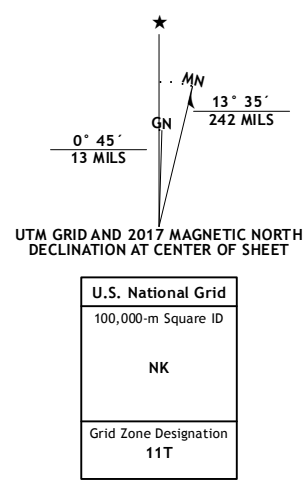 ★
MN
GN
13° 35´
242 MILS
0° 45´
13 MILS
UTM GRID AND 2017 MAGNETIC NORTH
DECLINATION AT CENTER OF SHEET
U.S. National Grid
100,000-m Square ID
NK
Grid Zone Designation
11T